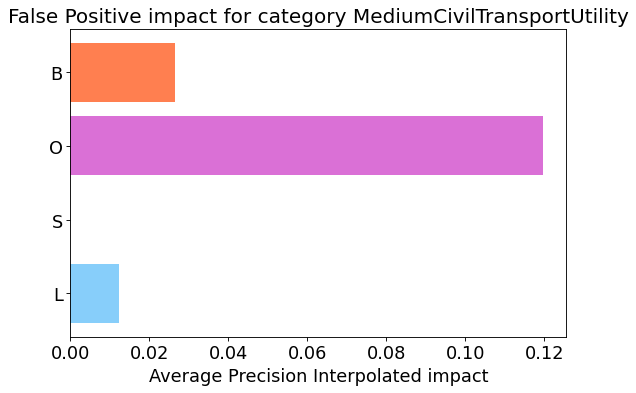 False Positive impact for category MediumCivilTransportUtility
B
O
S
L
0.00 0.02 0.04 0.06 0.08 0.10 0.12
Average Precision Interpolated impact